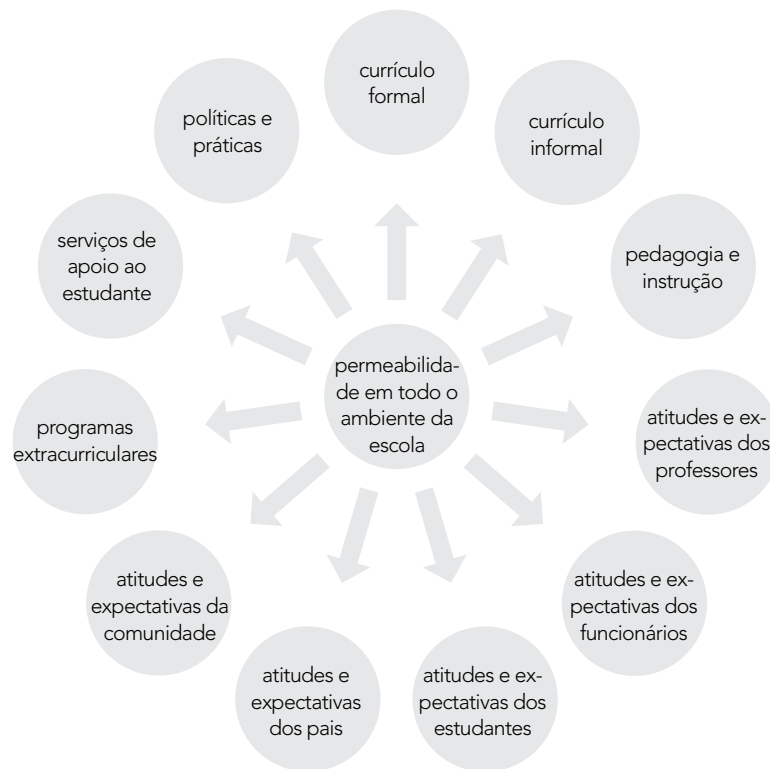 currículo
formal
currículo
informal
pedagogia e
instrução
atitudes e ex-
pectativas dos
professores
atitudes e ex-
pectativas dos
funcionários
atitudes e ex-
pectativas dos
estudantes
atitudes e
expectativas
dos pais
atitudes e
expectativas da
comunidade
programas
extracurriculares
serviços de
apoio ao
estudante
políticas e
práticas
permeabilida-
de em todo o
ambiente da
escola